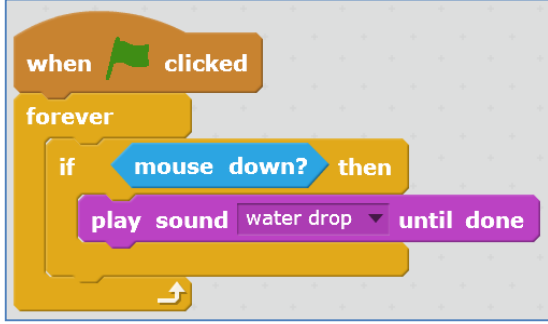 when clicked
forever
if mouse down? then
play sound water drop until done